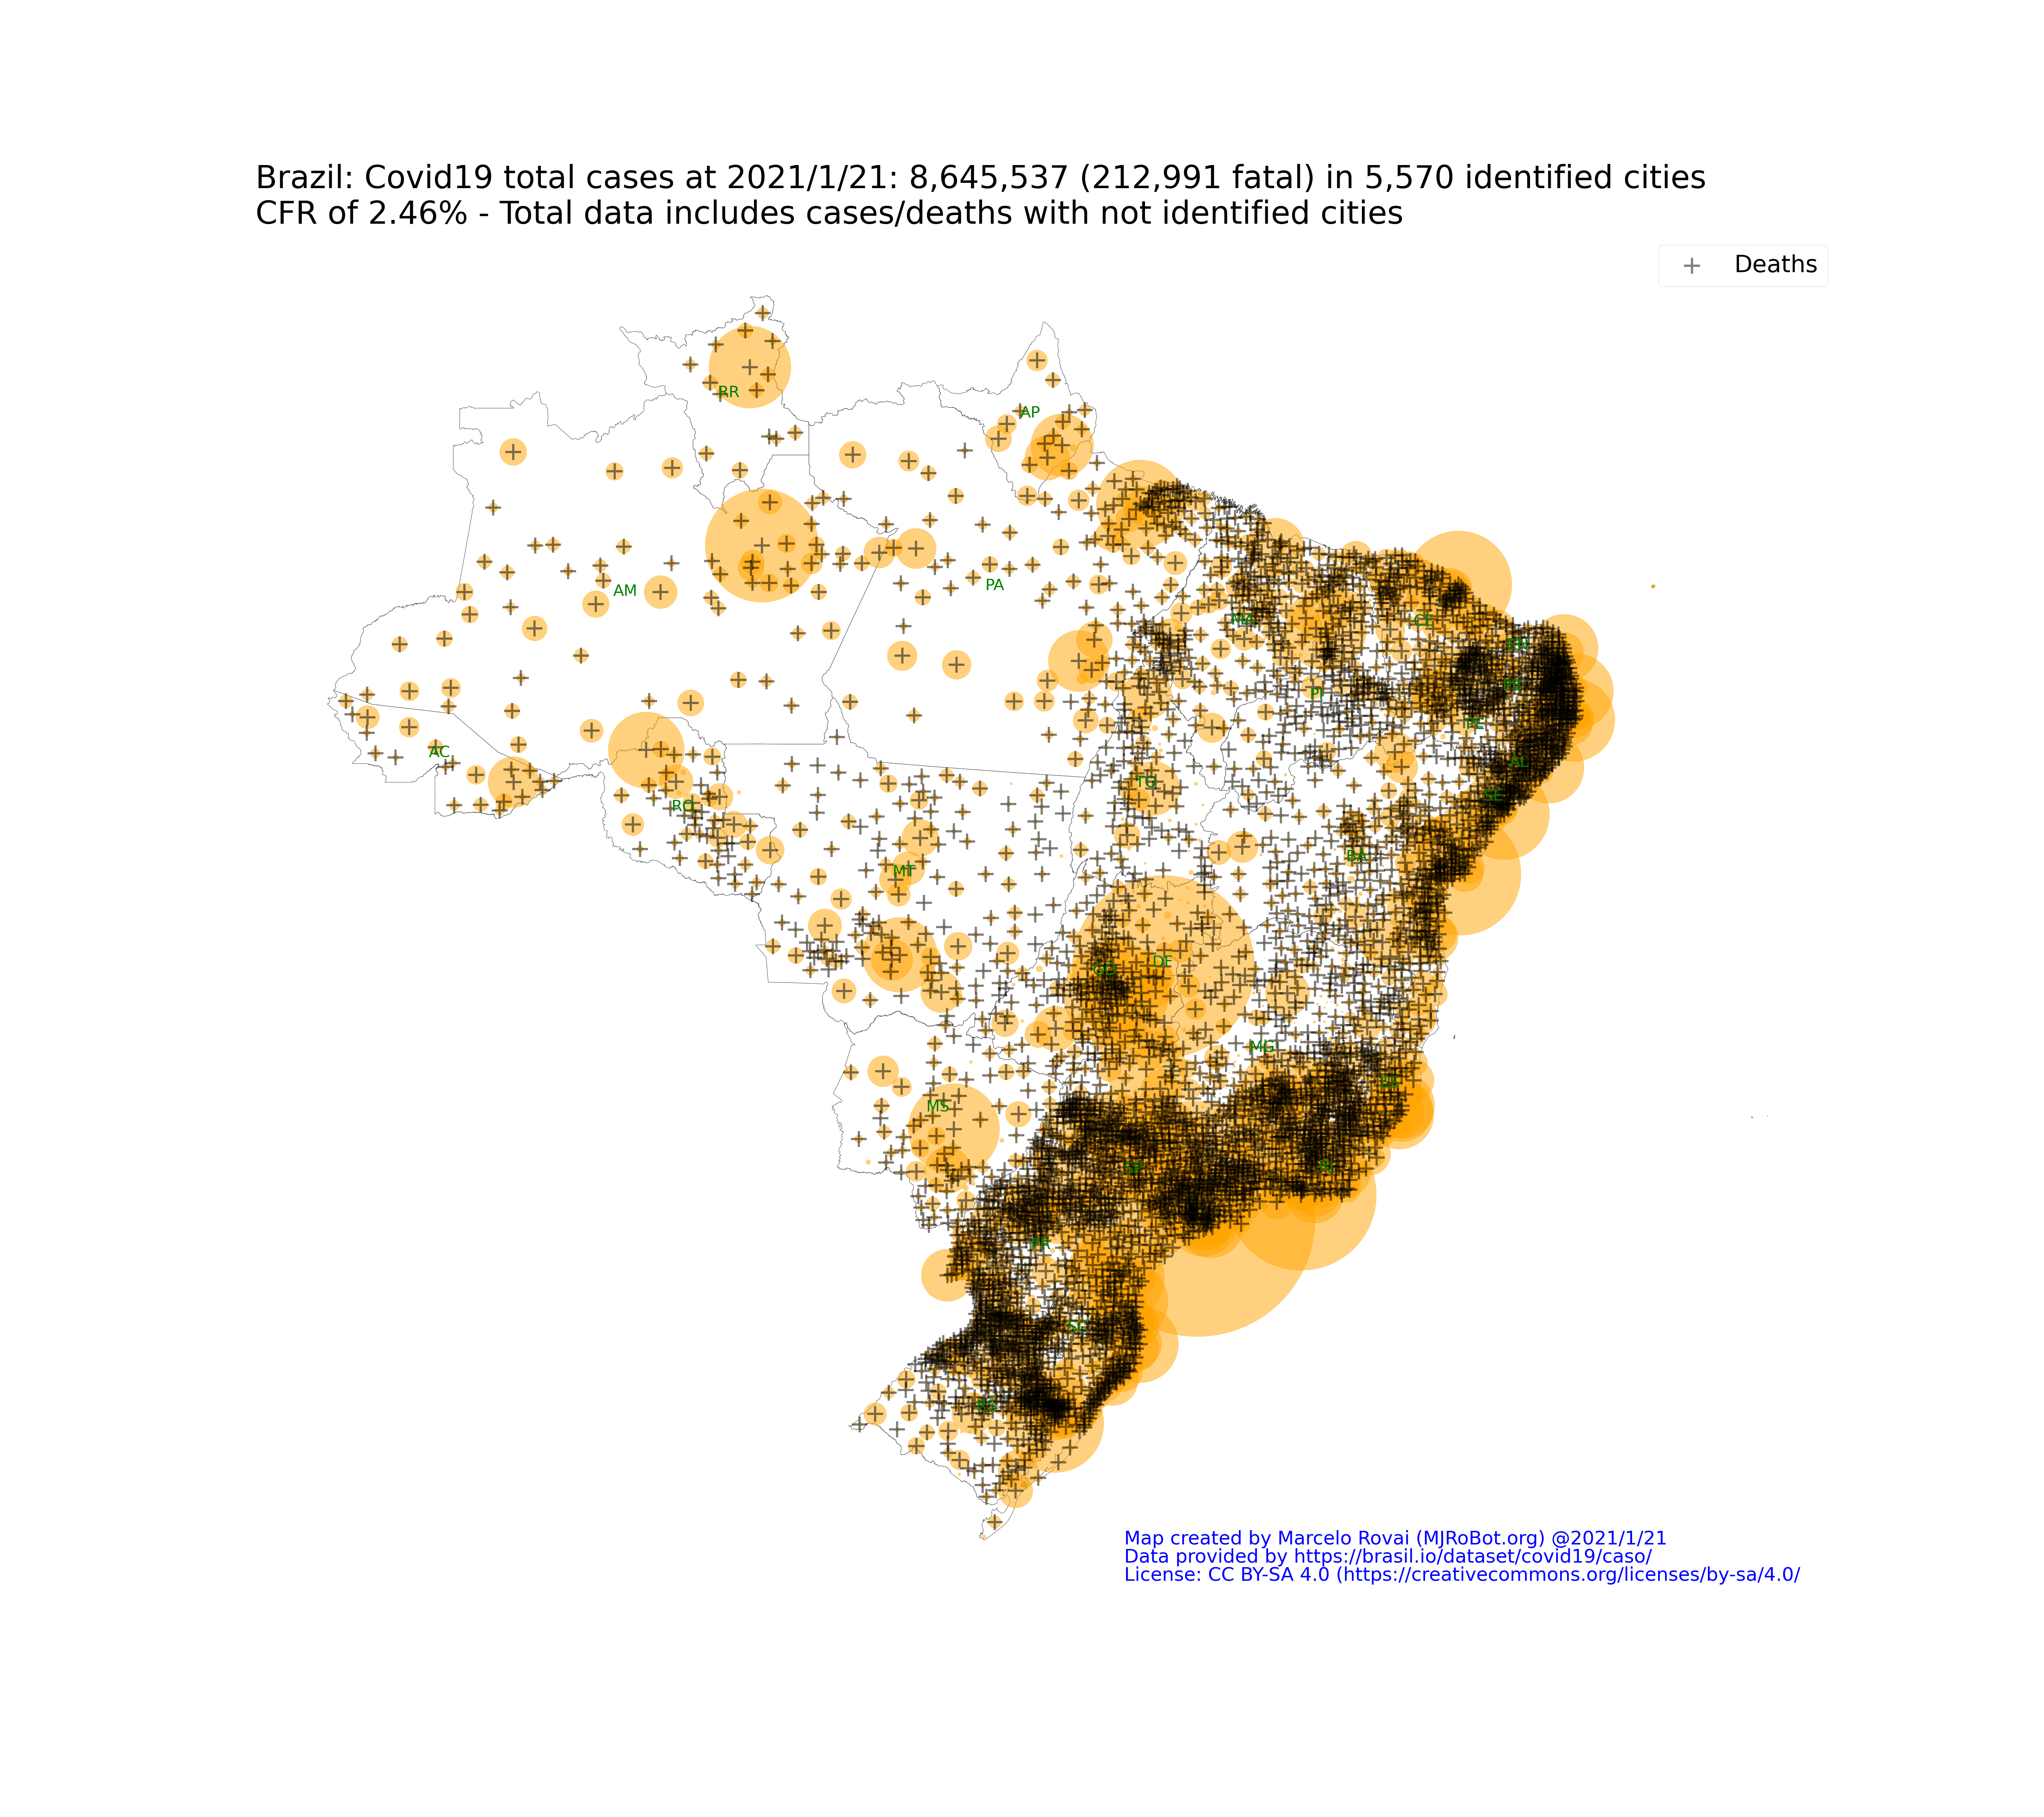 Brazil: Covid19 total cases at 2021/1/21: 8,645,537 (212,991 fatal) in 5,570 identified cities
CFR of 2.46% - Total data includes cases/deaths with not identified cities
Deaths
RR
AP
AM
PA
MA
CE
RN
PB
PI
PE
AC
AL
TO
SE
RO
BA
MT
DF
GO
MG
ES
MS
SP
RJ
PR
SC
RS
Map created by Marcelo Rovai (MJRoBot.org) @2021/1/21
Data provided by https://brasil.io/dataset/covid19/caso/
License: CC BY-SA 4.0 (https://creativecommons.org/licenses/by-sa/4.0/